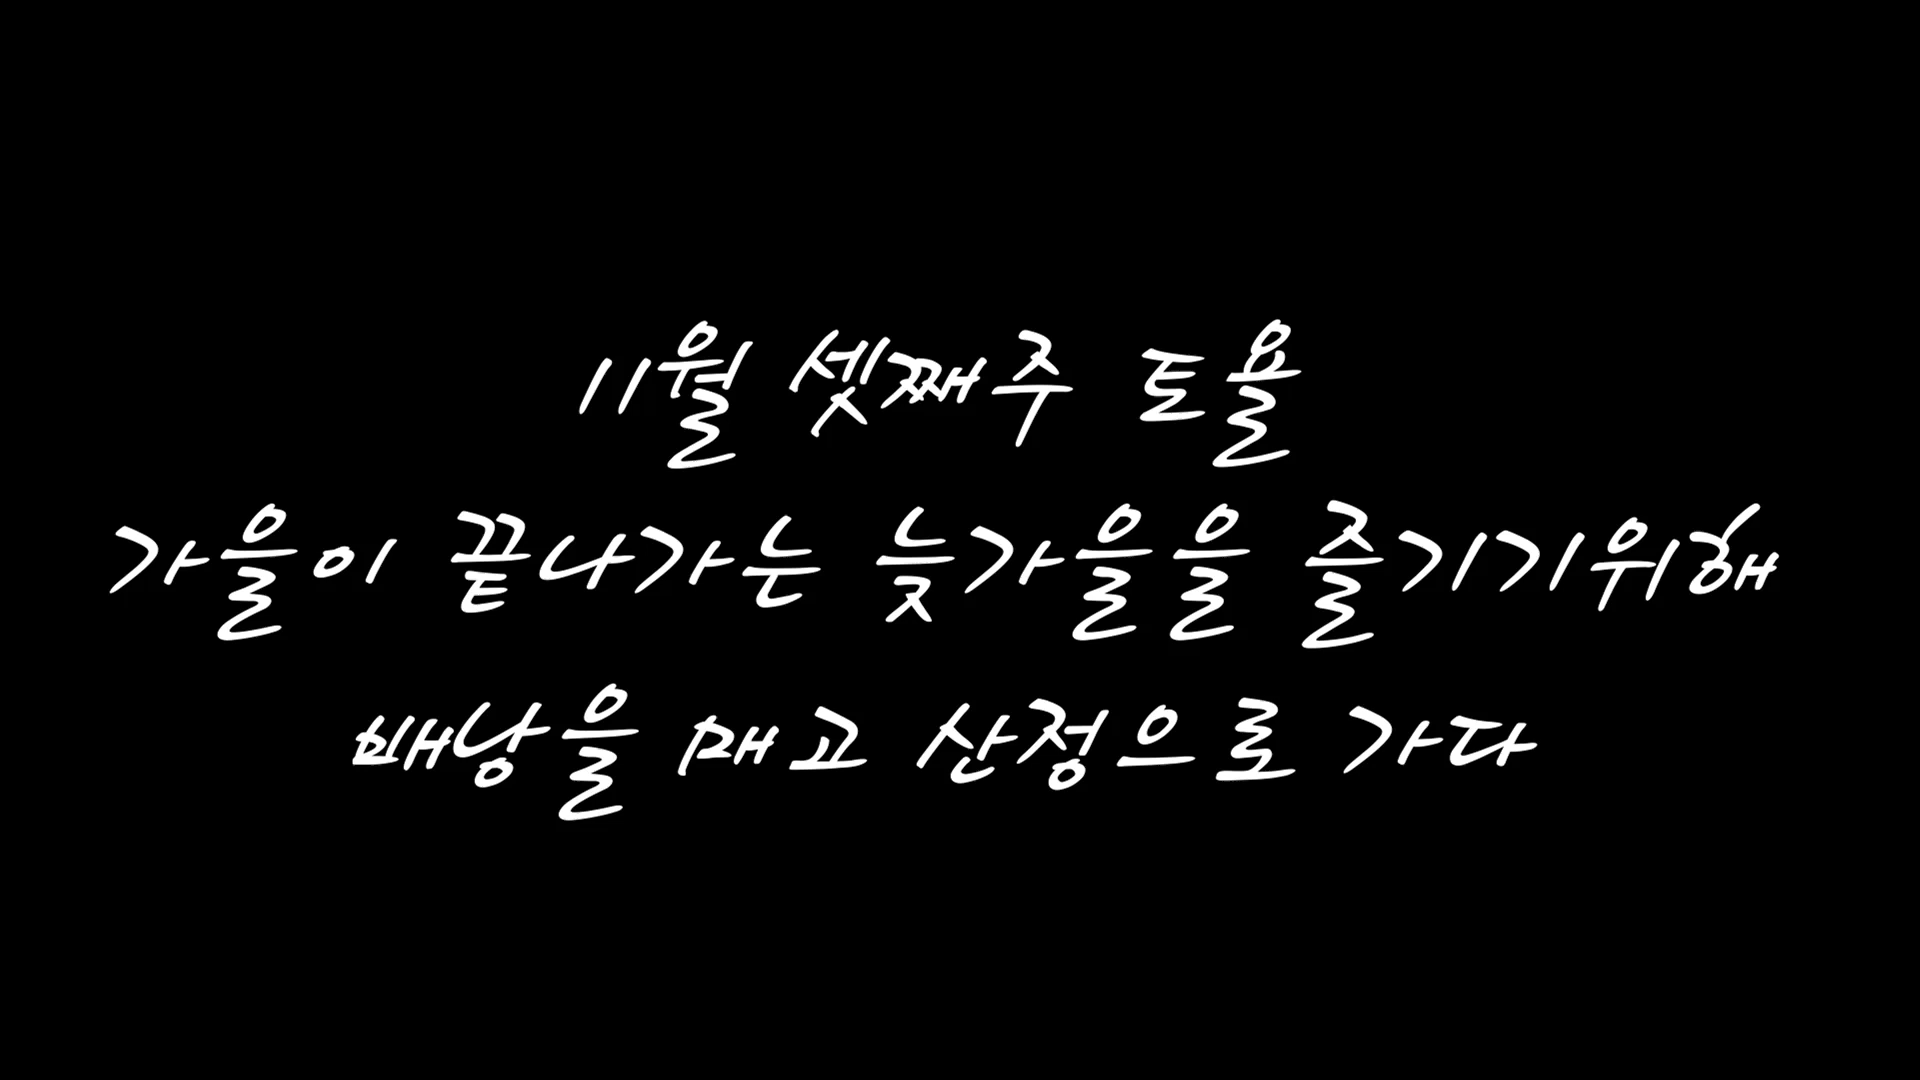 11월 셋째주 토욜
가을이 끝나가는 늦가을을 즐기기위해
배낭을 매고 산정으로 가다